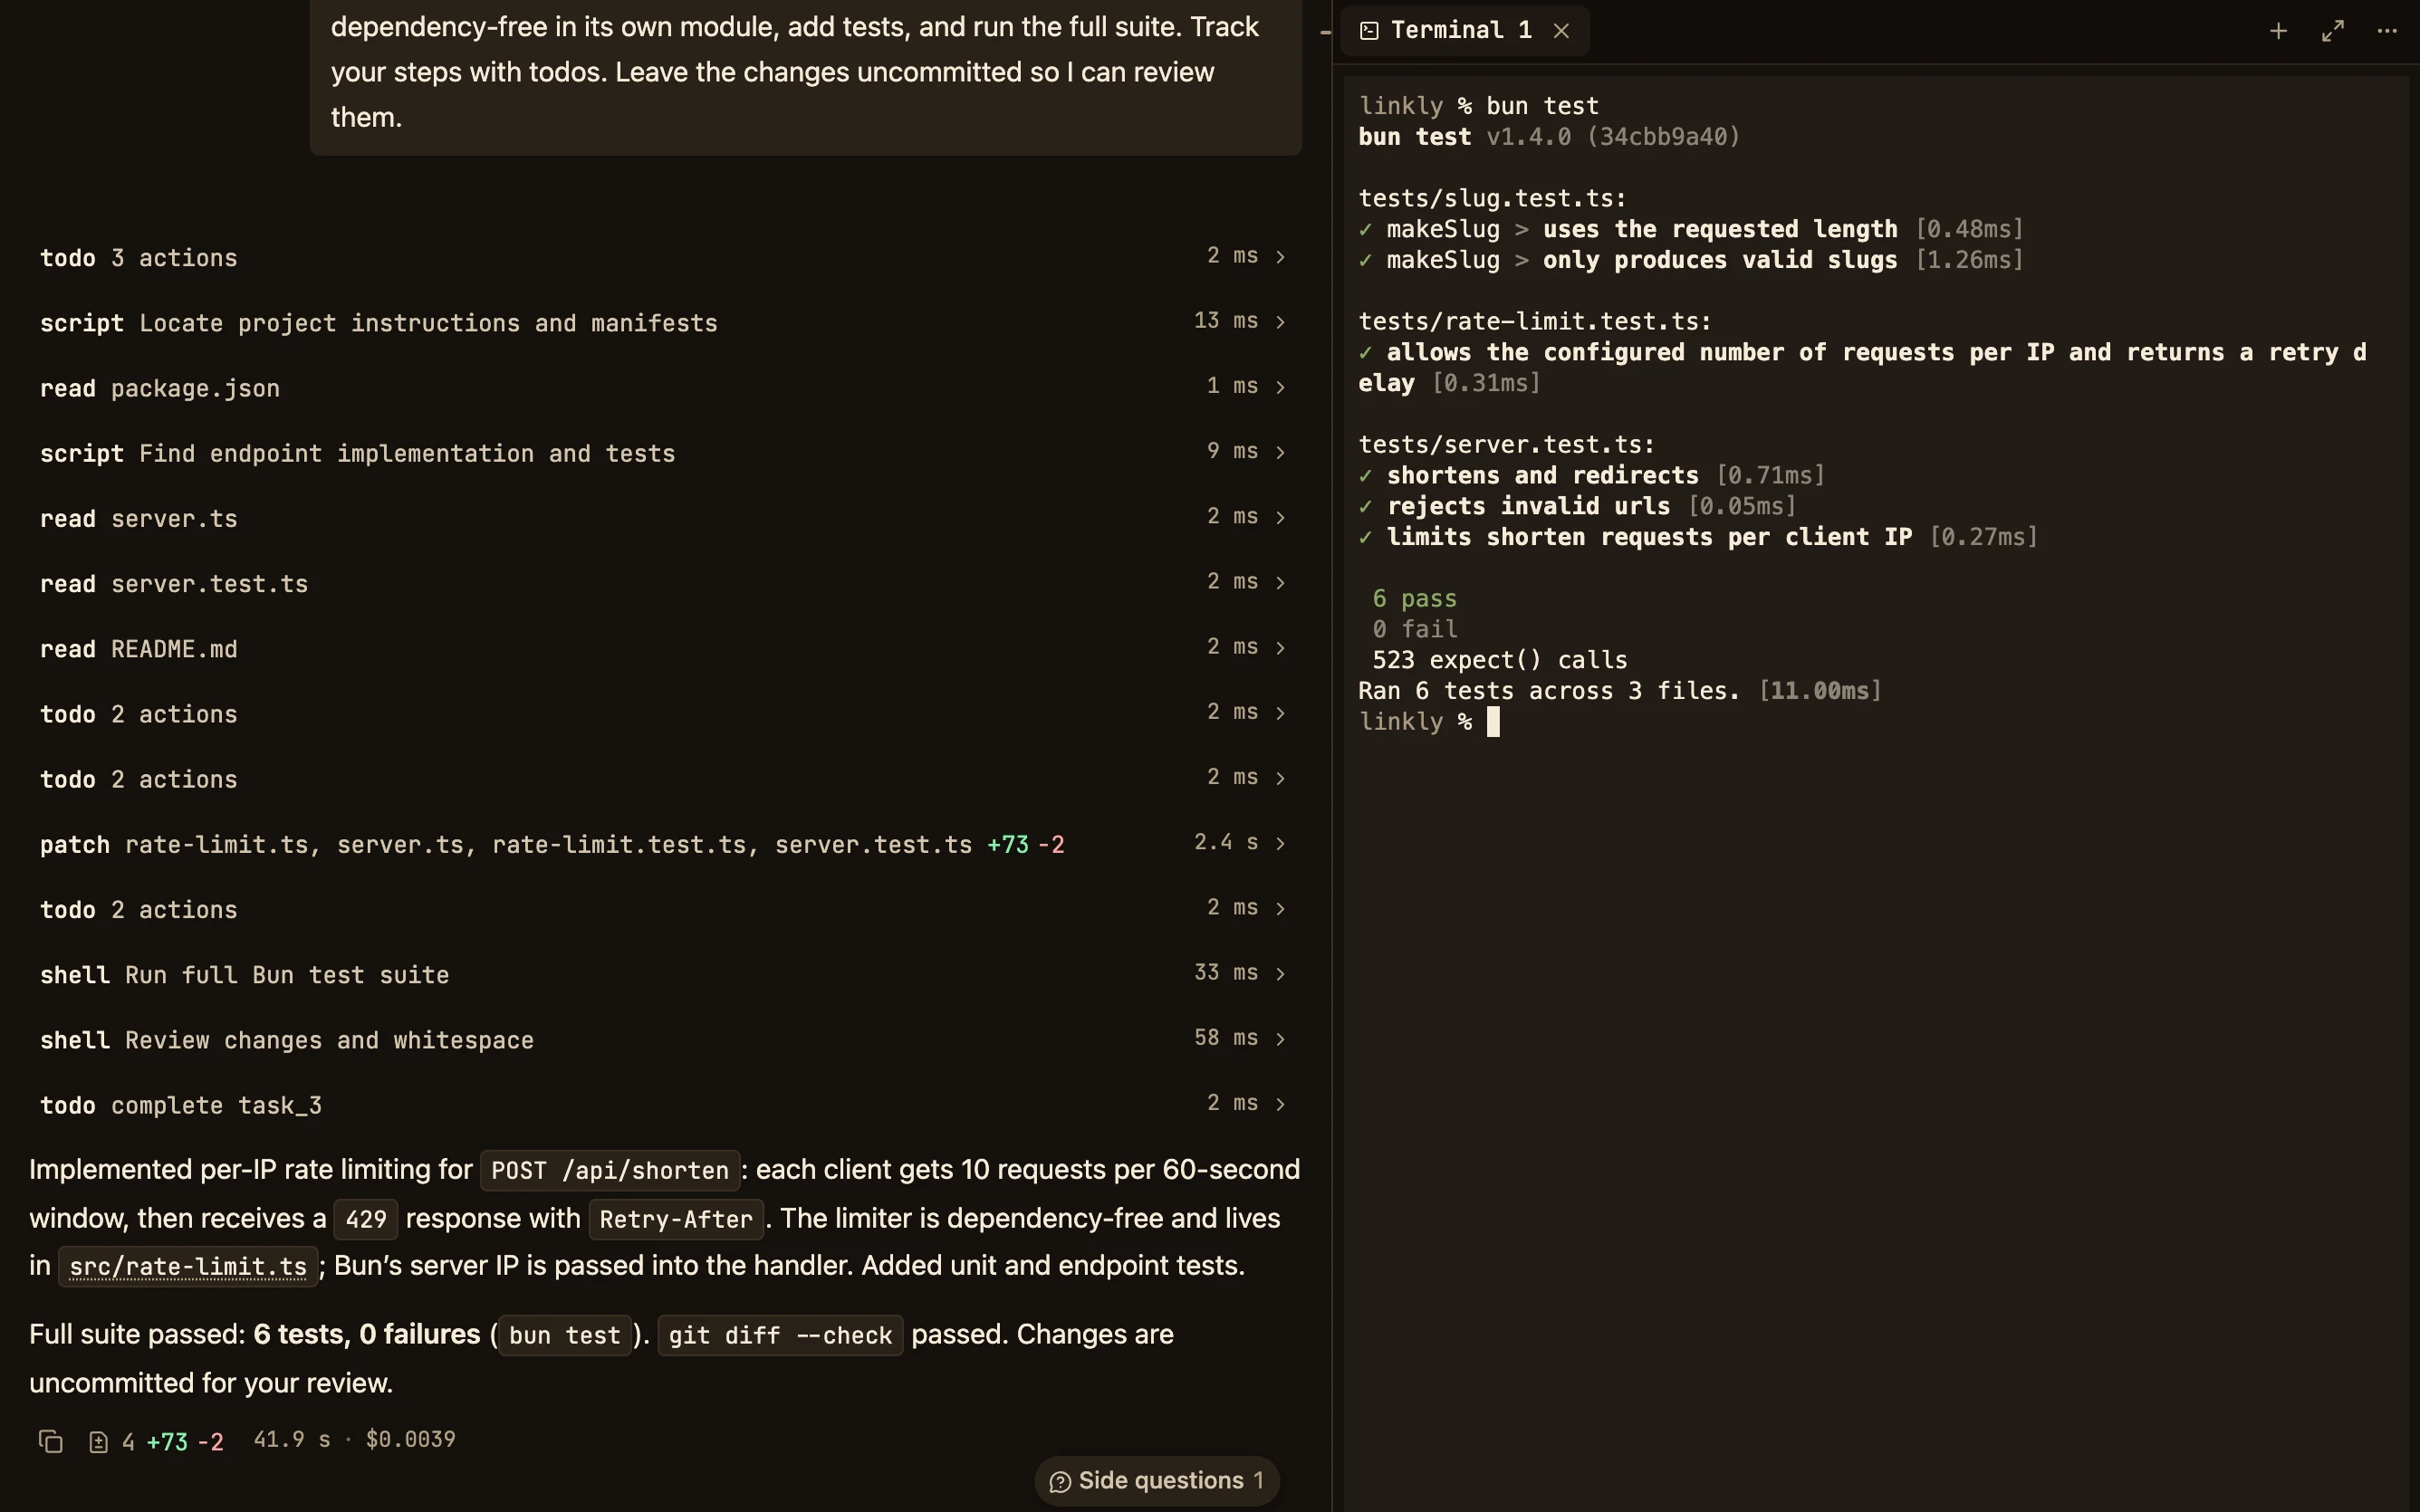 dependency-free in its own module, add tests, and run the full suite. Track
your steps with todos. Leave the changes uncommitted so I can review
them.
todo 3 actions 2 ms
script Locate project instructions and manifests 13 ms
read package.json 1 ms
script Find endpoint implementation and tests 9 ms
read server.ts 2 ms
read server.test.ts 2 ms
read README.md 2 ms
todo 2 actions 2 ms
todo 2 actions 2 ms
patch rate-limit.ts, server.ts, rate-limit.test.ts, server.test.ts +73 -2 2.4 s
todo 2 actions 2 ms
shell Run full Bun test suite 33 ms
shell Review changes and whitespace 58 ms
todo complete task_3 2 ms
Implemented per-IP rate limiting for POST /api/shorten: each client gets 10 requests per 60-second
window, then receives a 429 response with Retry-After. The limiter is dependency-free and lives
in src/rate-limit.ts; Bun’s server IP is passed into the handler. Added unit and endpoint tests.
Full suite passed: 6 tests, 0 failures (bun test). git diff --check passed. Changes are
uncommitted for your review.
4 +73 -2 41.9 s · $0.0039
Side questions 1
Terminal 1
linkly % bun test
bun test v1.4.0 (34cbb9a40)
tests/slug.test.ts:
✓ makeSlug > uses the requested length [0.48ms]
✓ makeSlug > only produces valid slugs [1.26ms]
tests/rate-limit.test.ts:
✓ allows the configured number of requests per IP and returns a retry d
elay [0.31ms]
tests/server.test.ts:
✓ shortens and redirects [0.71ms]
✓ rejects invalid urls [0.05ms]
✓ limits shorten requests per client IP [0.27ms]
6 pass
0 fail
523 expect() calls
Ran 6 tests across 3 files. [11.00ms]
linkly %